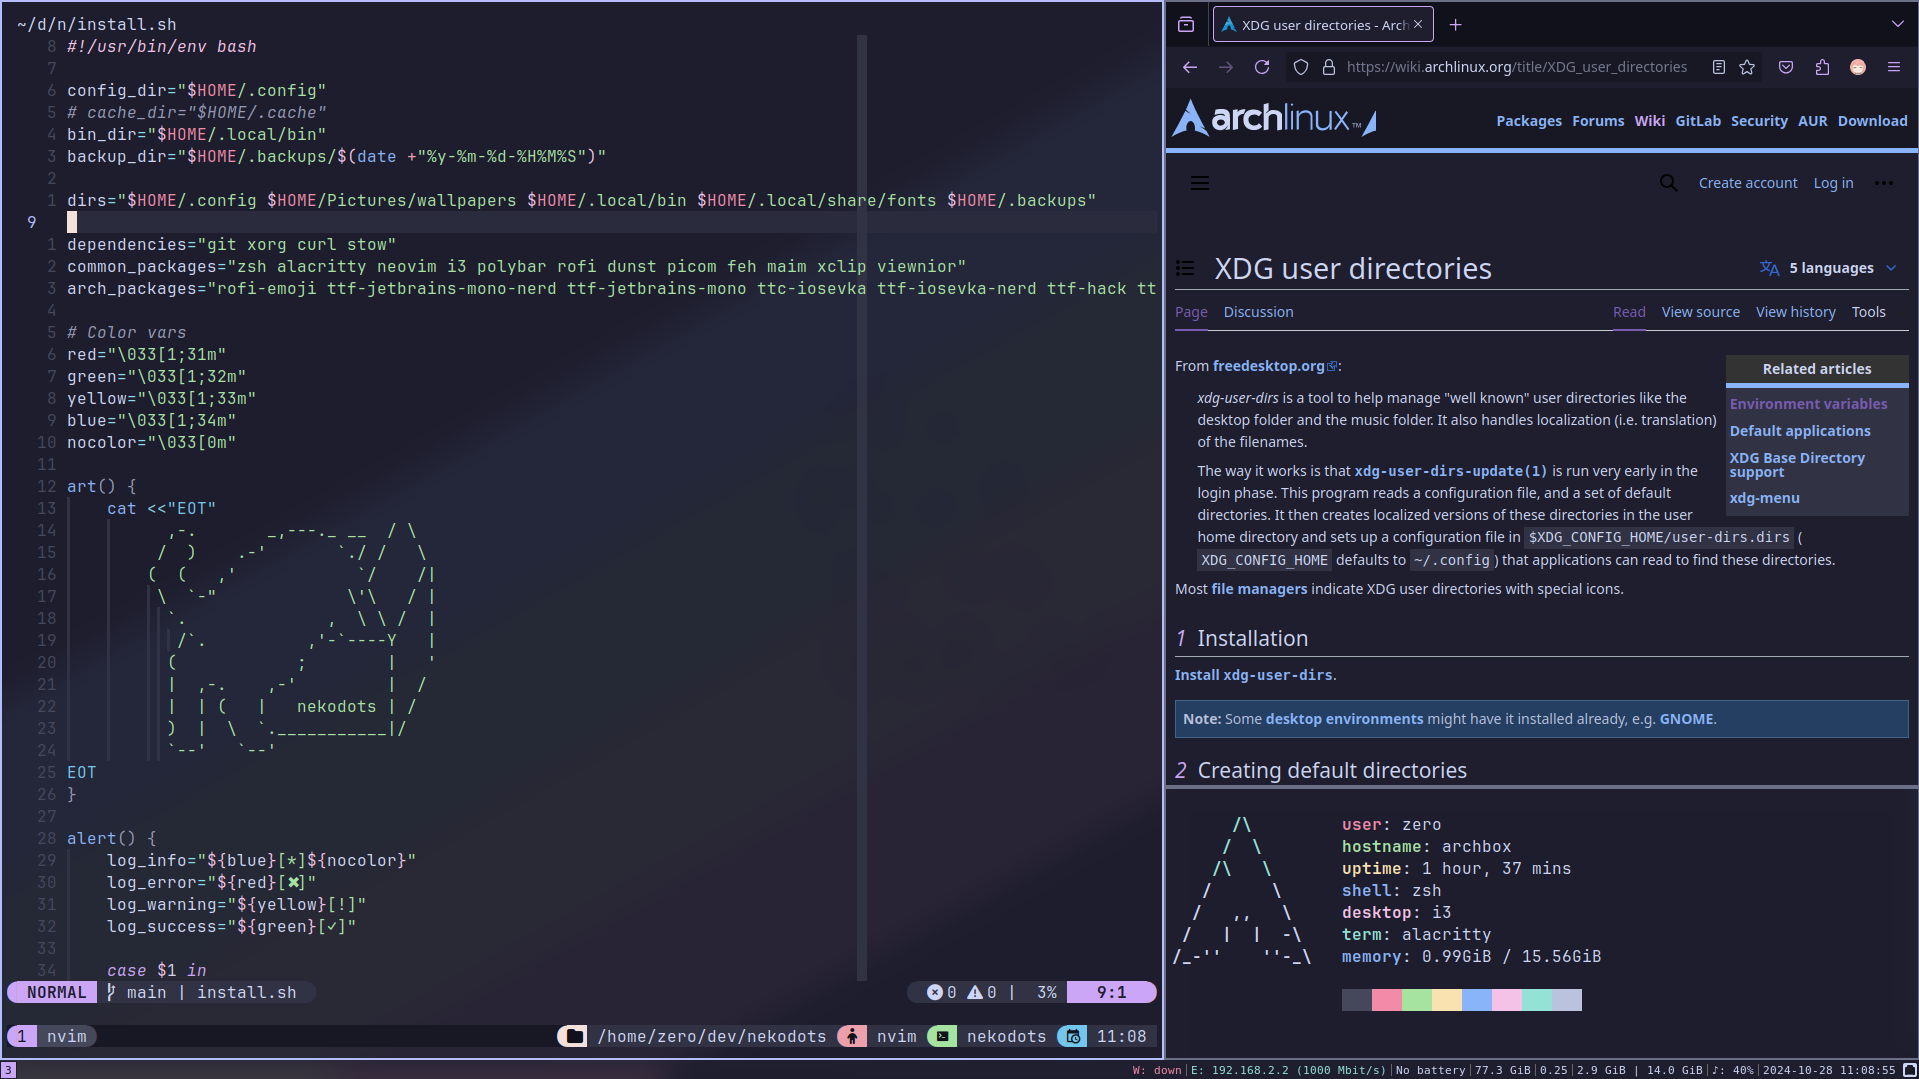 ~/d/n/install.sh
8 #!/usr/bin/env bash
7
6 config_dir="$HOME/.config"
5 # cache_dir="$HOME/.cache"
4 bin_dir="$HOME/.local/bin"
3 backup_dir="$HOME/.backups/$(date +"%y-%m-%d-%H%M%S")"
2
1 dirs="$HOME/.config $HOME/Pictures/wallpapers $HOME/.local/bin $HOME/.local/share/fonts $HOME/.backups"
9
1 dependencies="git xorg curl stow"
2 common_packages="zsh alacritty neovim i3 polybar rofi dunst picom feh maim xclip viewnior"
3 arch_packages="rofi-emoji ttf-jetbrains-mono-nerd ttf-jetbrains-mono ttc-iosevka ttf-iosevka-nerd ttf-hack tt
4
5 # Color vars
6 red="\033[1;31m"
7 green="\033[1;32m"
8 yellow="\033[1;33m"
9 blue="\033[1;34m"
10 nocolor="\033[0m"
11
12 art() {
13     cat <<"EOT"
14           ,-.       _,---._ __  / \
15          /  )    .-'       `./ /   \
16         (  (   ,'            `/    /|
17          \  `-"             \'\   / |
18           `.              ,  \ \ /  |
19            /`.          ,'-`----Y   |
20           (            ;        |   '
21           |  ,-.    ,-'         |  /
22           |  | (   |   nekodots | /
23           )  |  \  `.___________|/
24           `--'   `--'
25 EOT
26 }
27
28 alert() {
29     log_info="${blue}[*]${nocolor}"
30     log_error="${red}[✖]"
31     log_warning="${yellow}[!]"
32     log_success="${green}[✓]"
33
34     case $1 in
NORMAL main | install.sh 0 0 | 3% 9:1
1 nvim /home/zero/dev/nekodots nvim nekodots 11:08
XDG user directories - Arch
https://wiki.archlinux.org/title/XDG_user_directories
archlinux™
Packages Forums Wiki GitLab Security AUR Download
Create account Log in
XDG user directories
5 languages
Page Discussion Read View source View history Tools
From freedesktop.org:
xdg-user-dirs is a tool to help manage "well known" user directories like the
desktop folder and the music folder. It also handles localization (i.e. translation)
of the filenames.
The way it works is that xdg-user-dirs-update(1) is run very early in the
login phase. This program reads a configuration file, and a set of default
directories. It then creates localized versions of these directories in the user
home directory and sets up a configuration file in $XDG_CONFIG_HOME/user-dirs.dirs (
XDG_CONFIG_HOME defaults to ~/.config) that applications can read to find these directories.
Most file managers indicate XDG user directories with special icons.
Related articles
Environment variables
Default applications
XDG Base Directory
support
xdg-menu
1 Installation
Install xdg-user-dirs.
Note: Some desktop environments might have it installed already, e.g. GNOME.
2 Creating default directories
      /\
     /  \
    /\   \
   /      \
  /   ,,   \
 /   |  |  -\
/_-''    ''-_\
user: zero
hostname: archbox
uptime: 1 hour, 37 mins
shell: zsh
desktop: i3
term: alacritty
memory: 0.99GiB / 15.56GiB
3
W: down|E: 192.168.2.2 (1000 Mbit/s)|No battery|77.3 GiB|0.25|2.9 GiB | 14.0 GiB|♪: 40%|2024-10-28 11:08:55